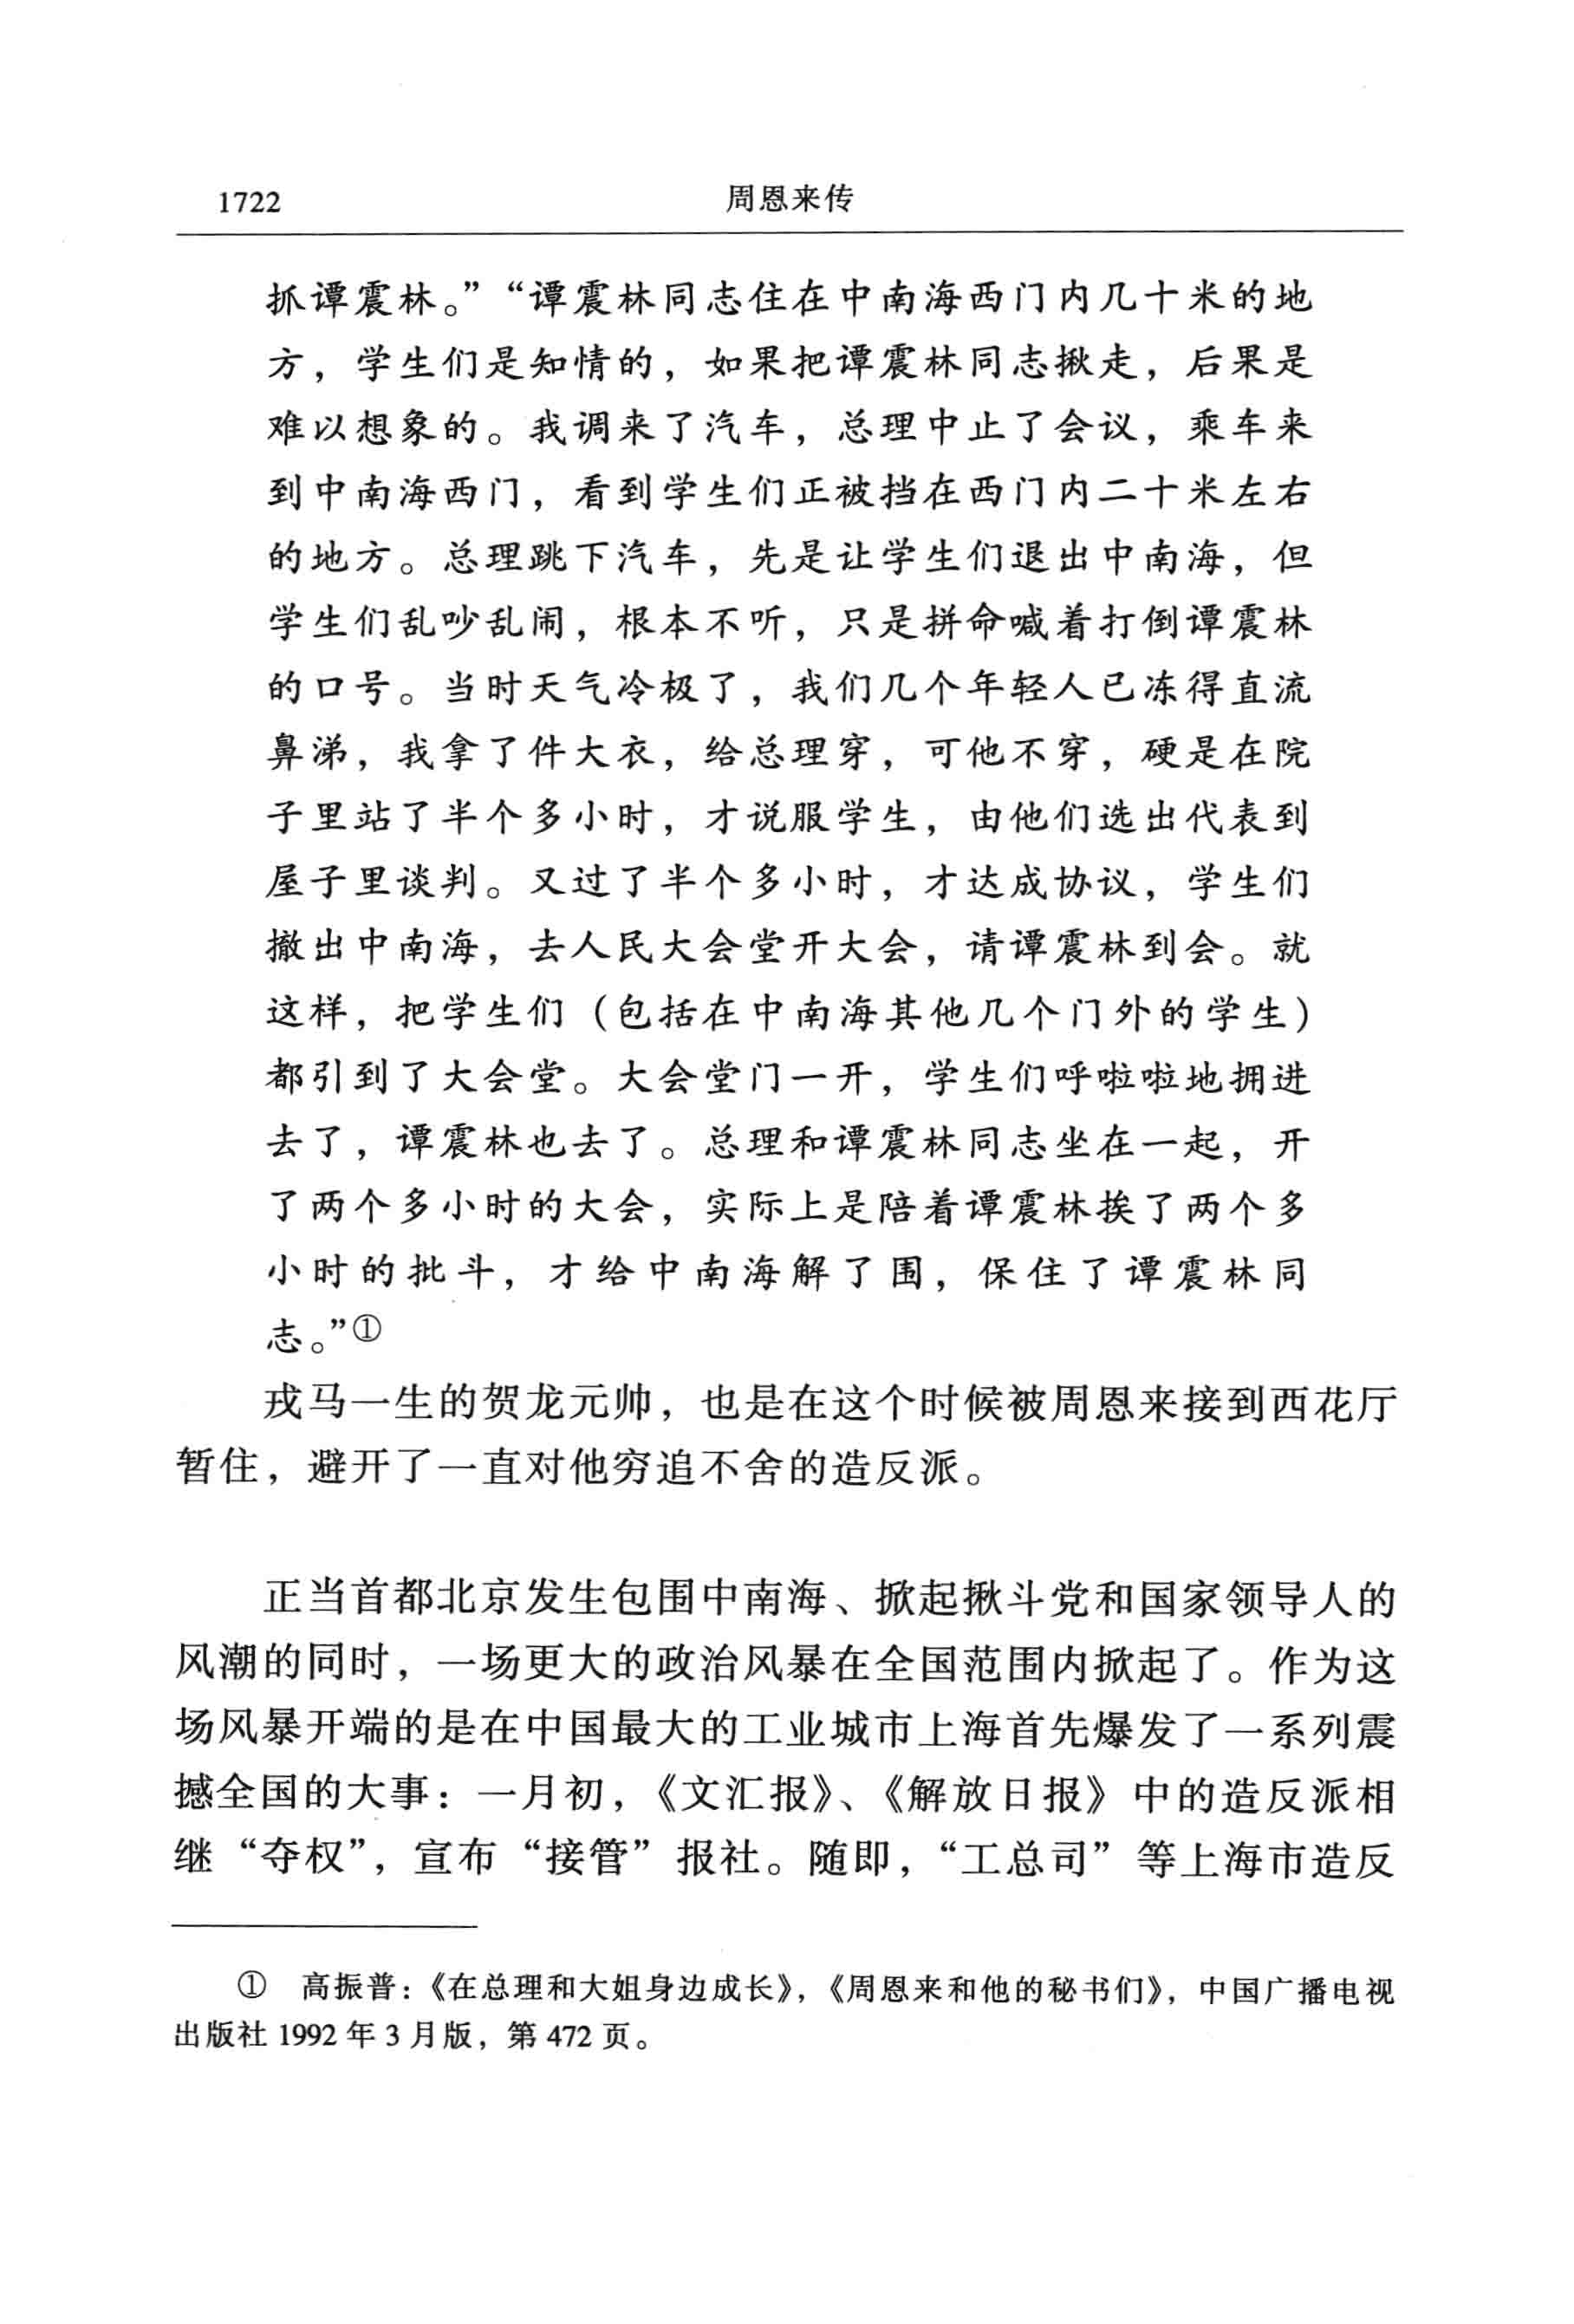 1722
周恩来传
抓谭震林。”“谭震林同志住在中南海西门内几十米的地
方，学生们是知情的，如果把谭震林同志揪走，后果是
难以想象的。我调来了汽车，总理中止了会议，乘车来
到中南海西门，看到学生们正被挡在西门内二十米左右
的地方。总理跳下汽车，先是让学生们退出中南海，但
学生们乱吵乱闹，根本不听，只是拼命喊着打倒谭震林
的口号。当时天气冷极了，我们几个年轻人已冻得直流
鼻涕，我拿了件大衣，给总理穿，可他不穿，硬是在院
子里站了半个多小时，才说服学生，由他们选出代表到
屋子里谈判。又过了半个多小时，才达成协议，学生们
撤出中南海，去人民大会堂开大会，请谭震林到会。就
这样，把学生们（包括在中南海其他几个门外的学生）
都引到了大会堂。大会堂门一开，学生们呼啦啦地拥进
去了，谭震林也去了。总理和谭震林同志坐在一起，开
了两个多小时的大会，实际上是陪着谭震林挨了两个多
小时的批斗，才给中南海解了围，保住了谭震林同
志。”①
戎马一生的贺龙元帅，也是在这个时候被周恩来接到西花厅
暂住，避开了一直对他穷追不舍的造反派。
正当首都北京发生包围中南海、掀起揪斗党和国家领导人的
风潮的同时，一场更大的政治风暴在全国范围内掀起了。作为这
场风暴开端的是在中国最大的工业城市上海首先爆发了一系列震
撼全国的大事：一月初，《文汇报》、《解放日报》中的造反派相
继“夺权”，宣布“接管”报社。随即，“工总司”等上海市造反
① 高振普：《在总理和大姐身边成长》，《周恩来和他的秘书们》，中国广播电视
出版社 1992 年 3 月版，第 472 页。